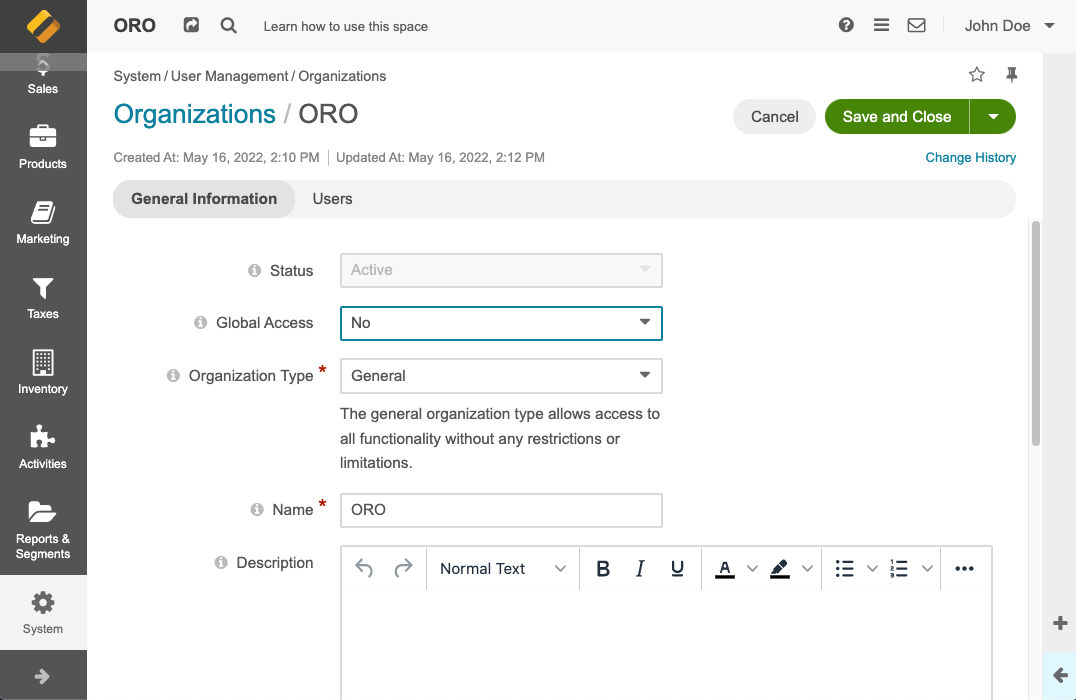 ORO
Learn how to use this space
John Doe
Sales
Products
Marketing
Taxes
Inventory
Activities
Reports &
Segments
System
System / User Management / Organizations
Organizations / ORO
Cancel
Save and Close
Created At: May 16, 2022, 2:10 PM
Updated At: May 16, 2022, 2:12 PM
Change History
General Information
Users
Status
Active
Global Access
No
Organization Type *
General
The general organization type allows access to
all functionality without any restrictions or
limitations.
Name *
ORO
Description
Normal Text
B I U A